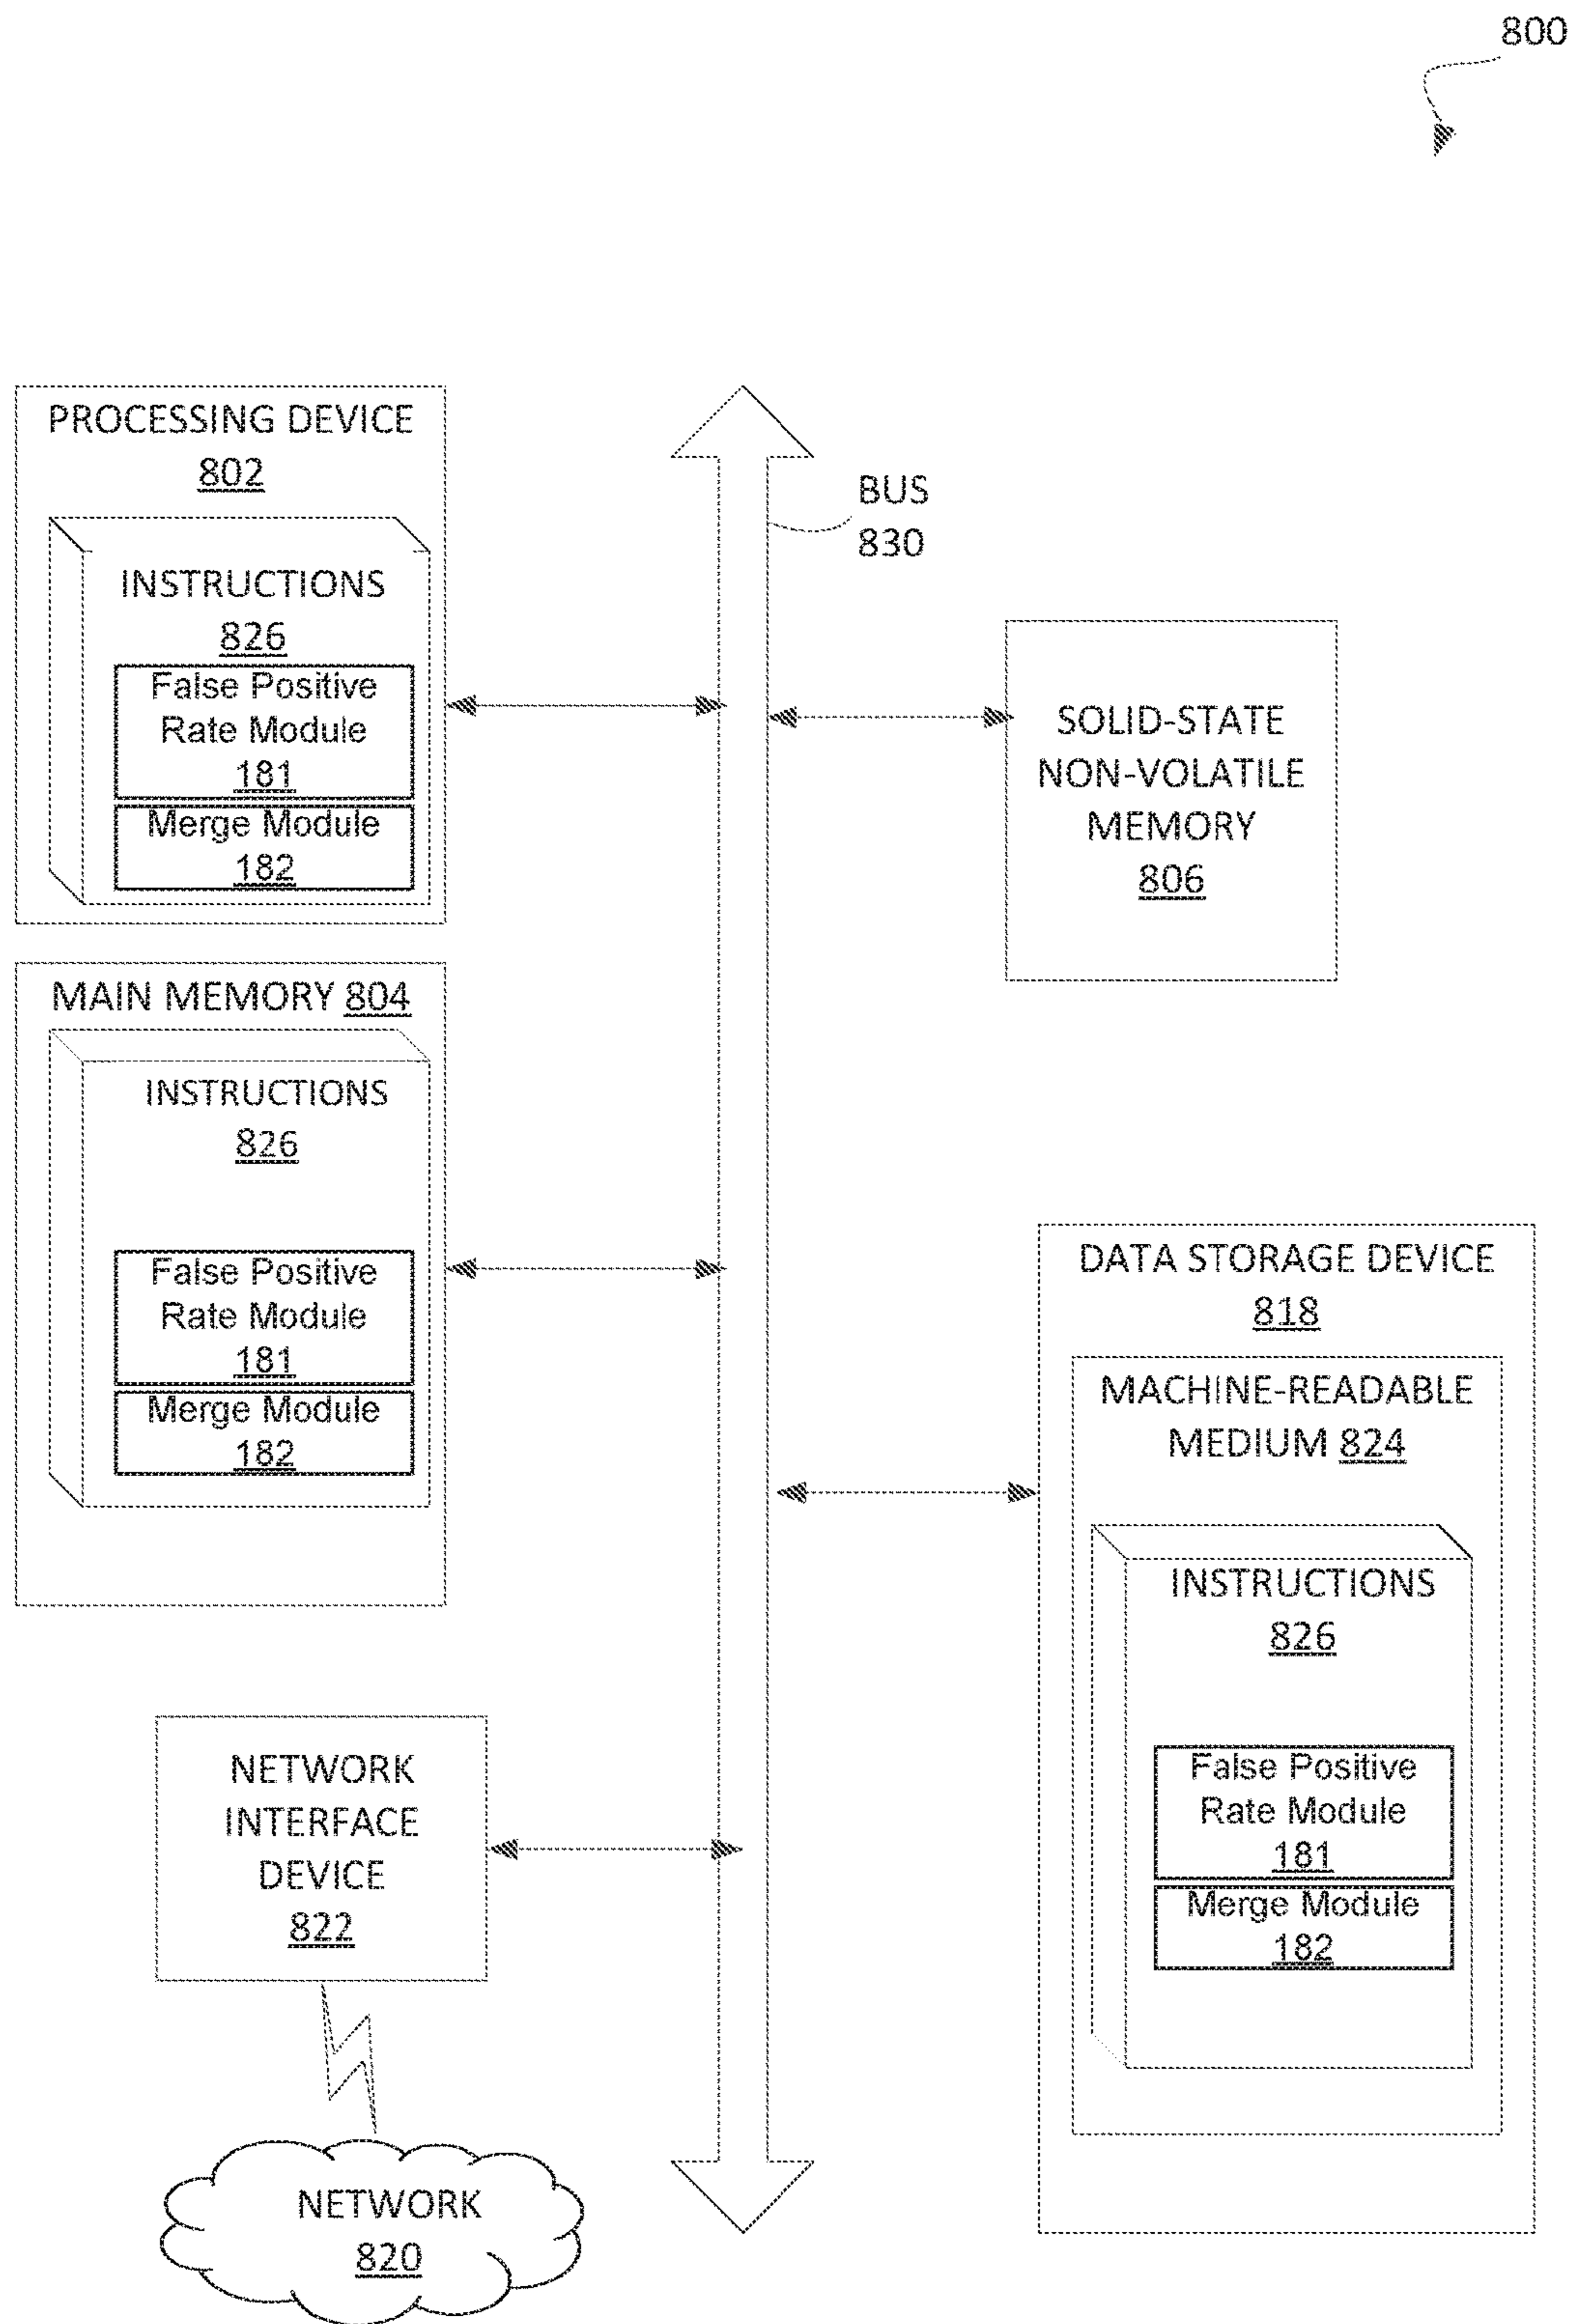 800
PROCESSING DEVICE
802
INSTRUCTIONS
826
False Positive
Rate Module
181
Merge Module
182
BUS
830
SOLID-STATE
NON-VOLATILE
MEMORY
806
MAIN MEMORY 804
INSTRUCTIONS
826
False Positive
Rate Module
181
Merge Module
182
DATA STORAGE DEVICE
818
MACHINE-READABLE
MEDIUM 824
INSTRUCTIONS
826
False Positive
Rate Module
181
Merge Module
182
NETWORK
INTERFACE
DEVICE
822
NETWORK
820